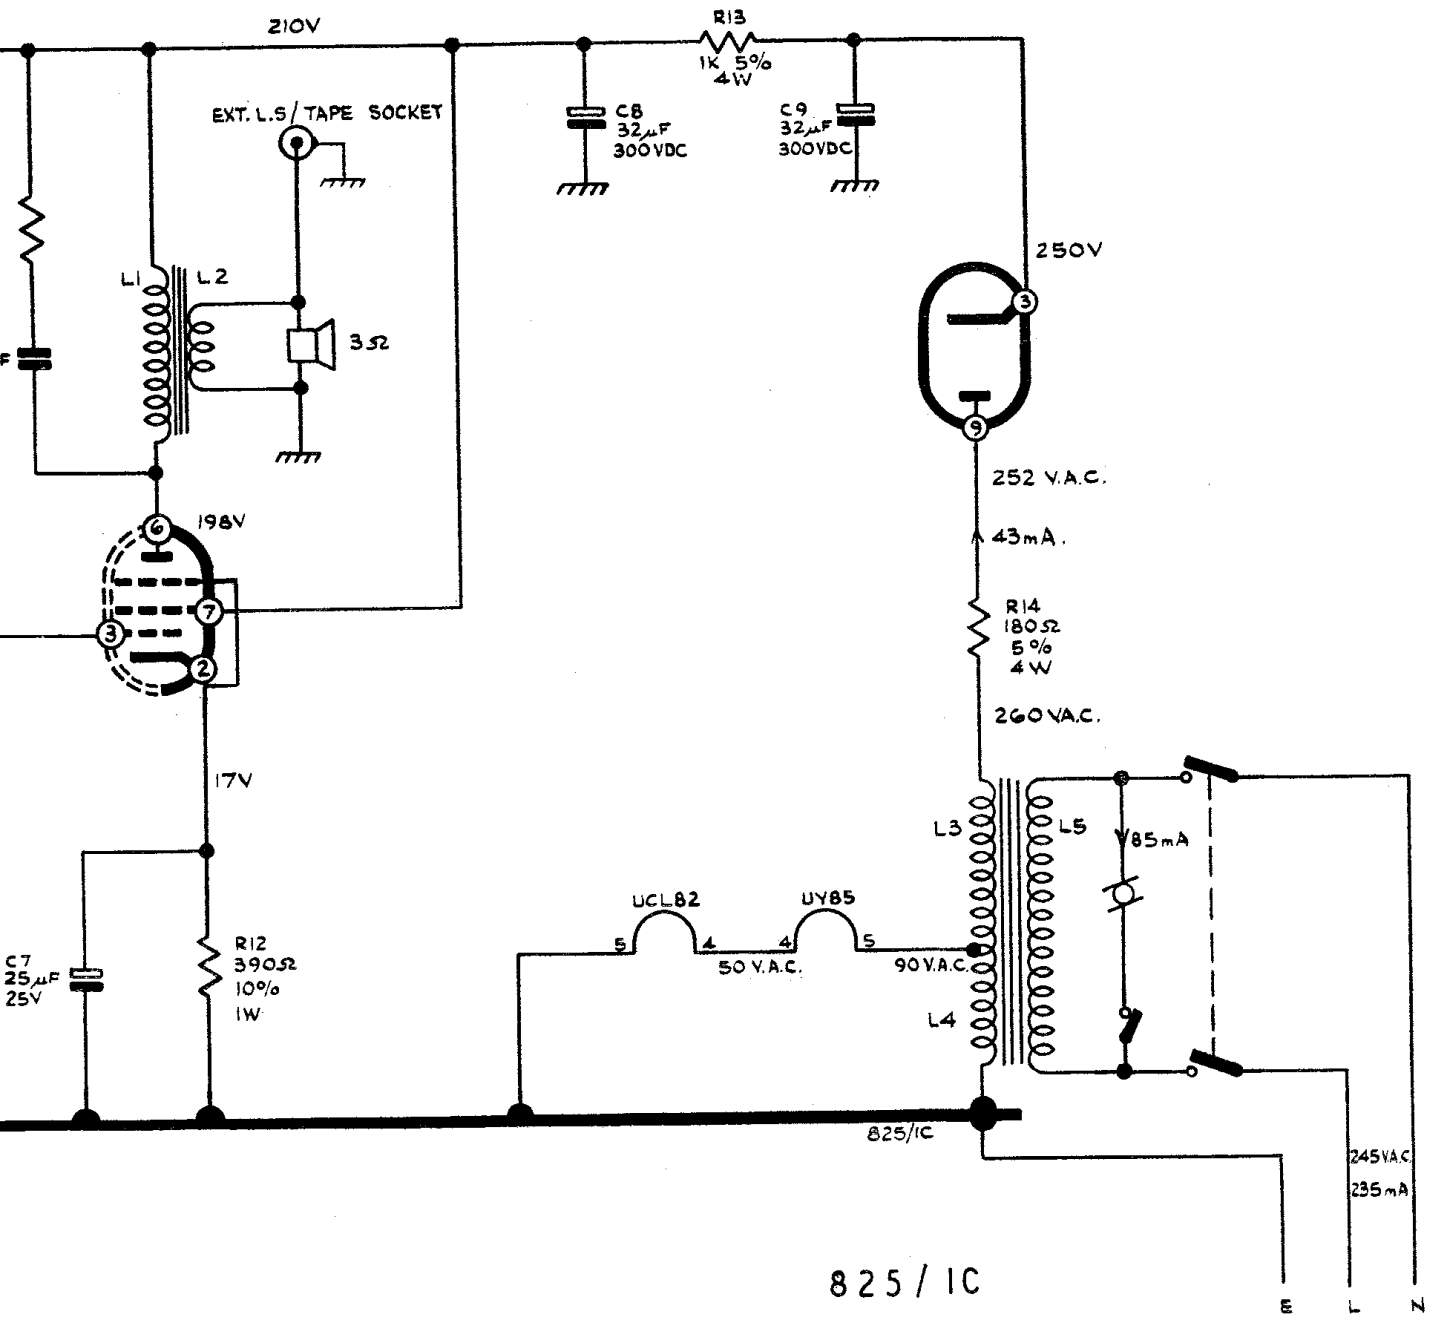 210V
R13
1K 5%
4W
EXT. L.S/TAPE SOCKET
C8
32µF
300VDC
C9
32µF
300VDC
250V
3
L1
L2
3Ω
F
9
252 V.A.C.
43mA.
6
198V
7
3
2
R14
180Ω
5%
4W
260 V.A.C.
17V
L3
L5
85mA
UCL82
UY85
5
4
4
5
50 V.A.C.
90 V.A.C.
C7
25µF
25V
R12
390Ω
10%
1W
L4
825/1C
245 V.A.C.
235mA
825/1C
E
L
N